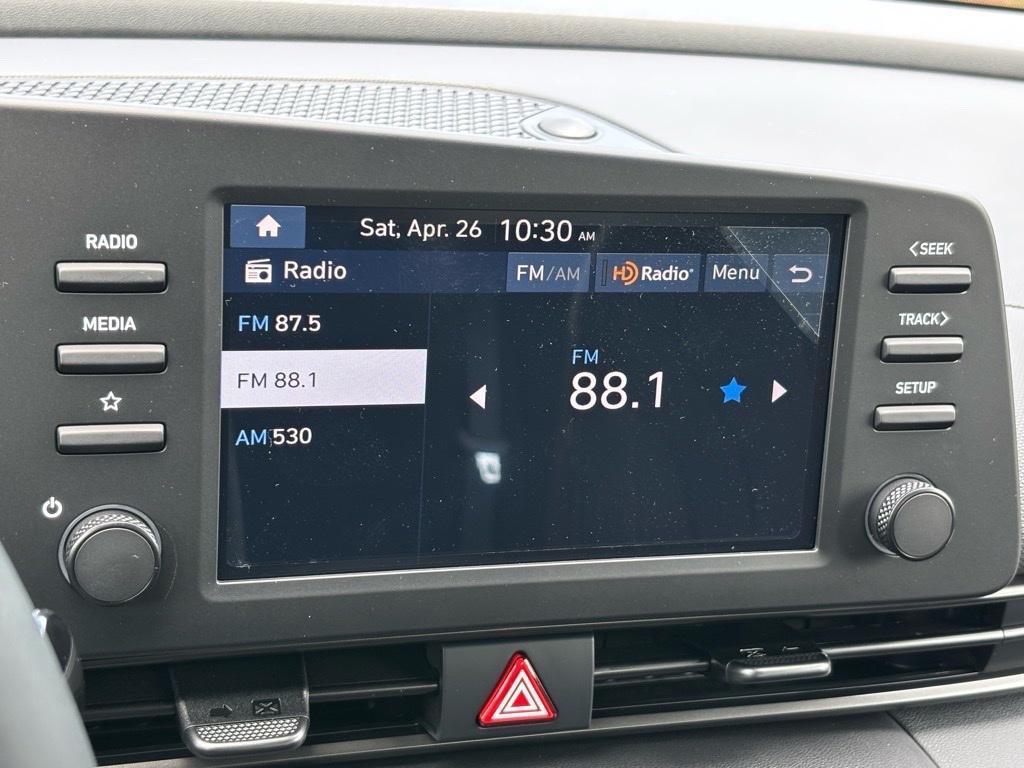 Sat, Apr. 26 10:30 AM
RADIO
<SEEK
Radio
FM/AM
HD Radio®
Menu
MEDIA
FM 87.5
TRACK>
FM 88.1
FM
88.1
SETUP
AM 530